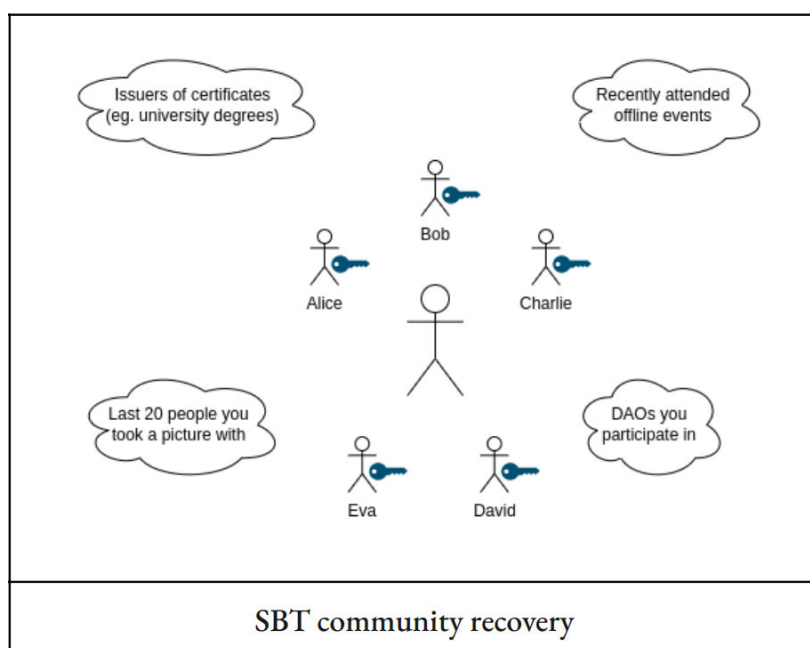 Issuers of certificates
(eg. university degrees)
Recently attended
offline events
Bob
Alice
Charlie
Last 20 people you
took a picture with
DAOs you
participate in
Eva
David
SBT community recovery